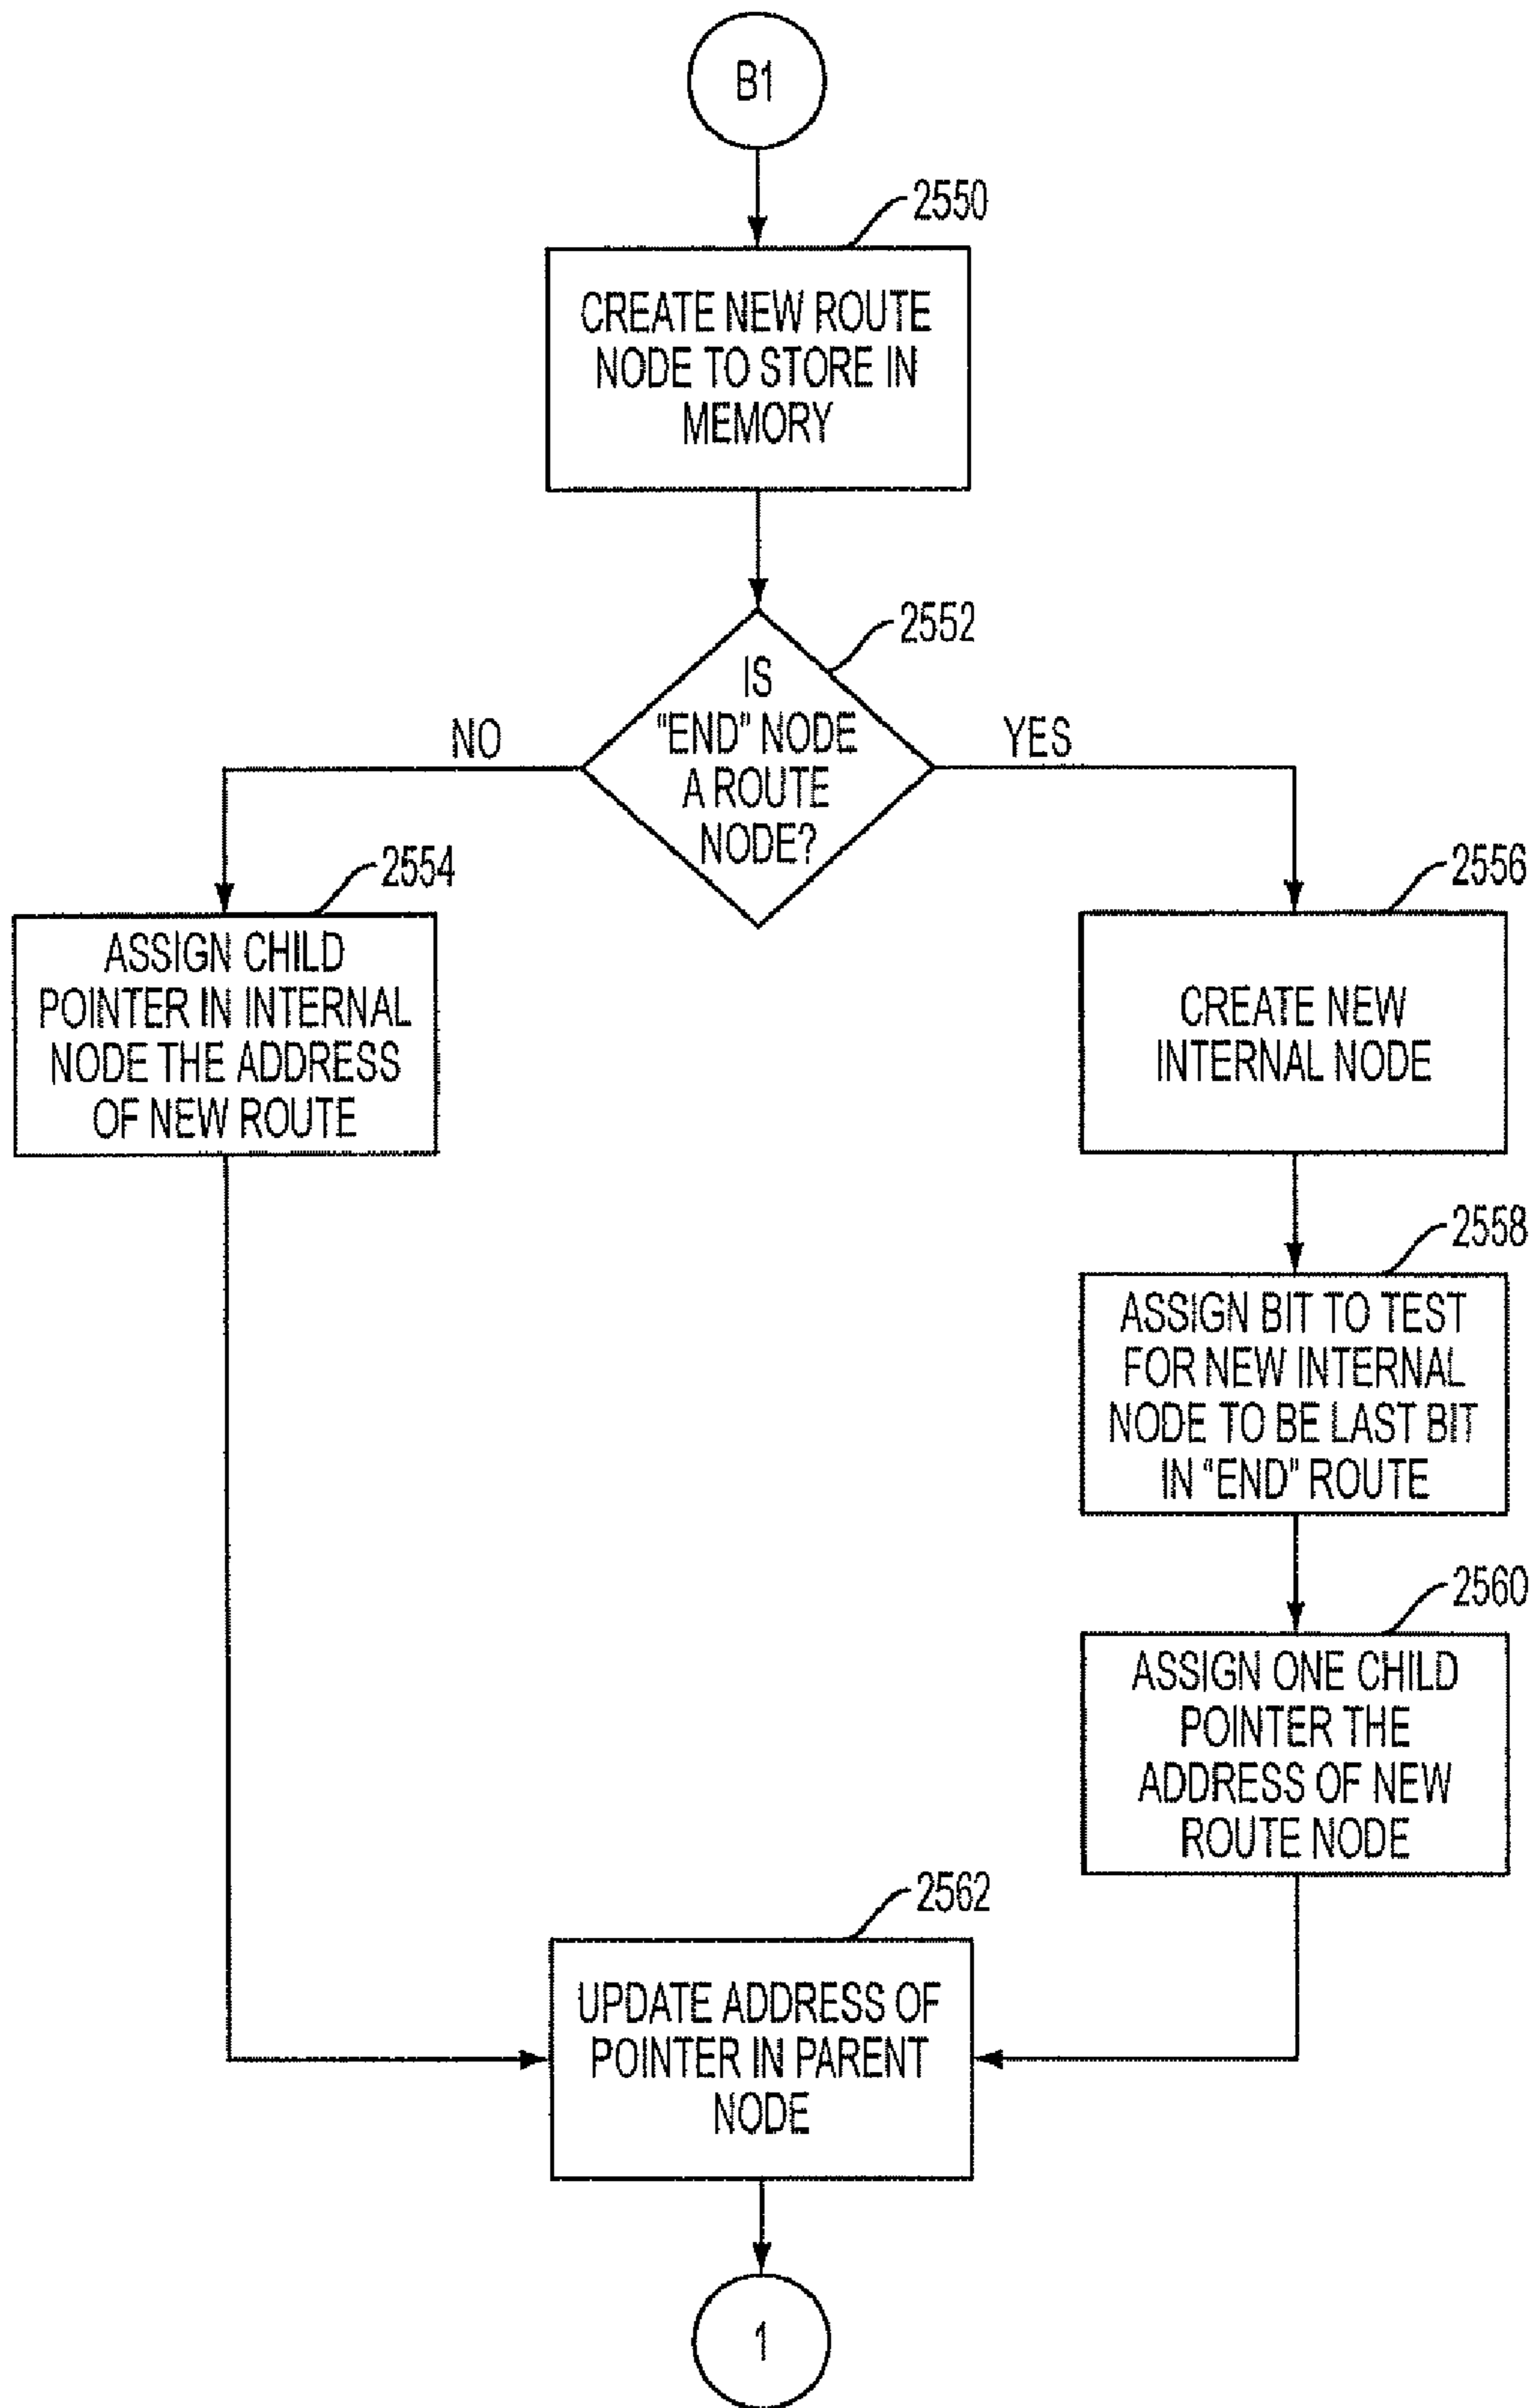 B1
2550
CREATE NEW ROUTE
NODE TO STORE IN
MEMORY
2552
IS
"END" NODE
A ROUTE
NODE?
NO
YES
2554
ASSIGN CHILD
POINTER IN INTERNAL
NODE THE ADDRESS
OF NEW ROUTE
2556
CREATE NEW
INTERNAL NODE
2558
ASSIGN BIT TO TEST
FOR NEW INTERNAL
NODE TO BE LAST BIT
IN "END" ROUTE
2560
ASSIGN ONE CHILD
POINTER THE
ADDRESS OF NEW
ROUTE NODE
2562
UPDATE ADDRESS OF
POINTER IN PARENT
NODE
1